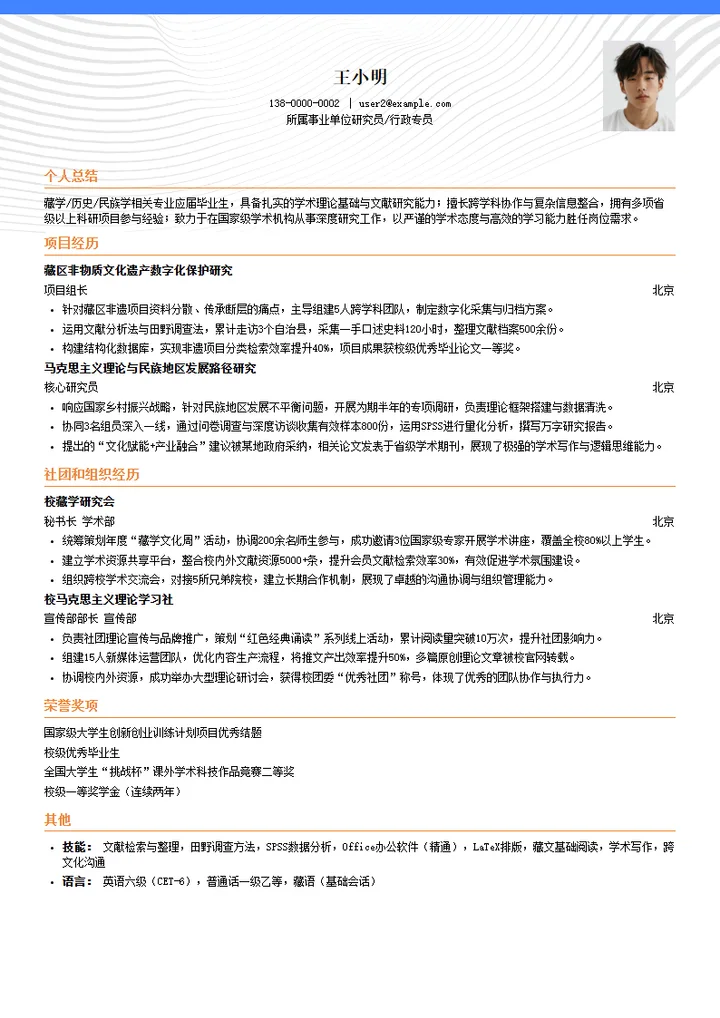 王小明
138-0000-0002 | user2@example.com
所属事业单位研究员/行政专员
个人总结
藏学/历史/民族学相关专业应届毕业生，具备扎实的学术理论基础与文献研究能力；擅长跨学科协作与复杂信息整合，拥有多项省
级以上科研项目参与经验；致力于在国家级学术机构从事深度研究工作，以严谨的学术态度与高效的学习能力胜任岗位需求。
项目经历
藏区非物质文化遗产数字化保护研究
项目组长 北京
• 针对藏区非遗项目资料分散、传承断层的痛点，主导组建5人跨学科团队，制定数字化采集与归档方案。
• 运用文献分析法与田野调查法，累计走访3个自治县，采集一手口述史料120小时，整理文献档案500余份。
• 构建结构化数据库，实现非遗项目分类检索效率提升40%，项目成果获校级优秀毕业论文一等奖。
马克思主义理论与民族地区发展路径研究
核心研究员 北京
• 响应国家乡村振兴战略，针对民族地区发展不平衡问题，开展为期半年的专项调研，负责理论框架搭建与数据清洗。
• 协同3名组员深入一线，通过问卷调查与深度访谈收集有效样本800份，运用SPSS进行量化分析，撰写万字研究报告。
• 提出的“文化赋能+产业融合”建议被某地政府采纳，相关论文发表于省级学术期刊，展现了极强的学术写作与逻辑思维能力。
社团和组织经历
校藏学研究会
秘书长 学术部 北京
• 统筹策划年度“藏学文化周”活动，协调200余名师生参与，成功邀请3位国家级专家开展学术讲座，覆盖全校80%以上学生。
• 建立学术资源共享平台，整合校内外文献资源5000+条，提升会员文献检索效率30%，有效促进学术氛围建设。
• 组织跨校学术交流会，对接5所兄弟院校，建立长期合作机制，展现了卓越的沟通协调与组织管理能力。
校马克思主义理论学习社
宣传部部长 宣传部 北京
• 负责社团理论宣传与品牌推广，策划“红色经典诵读”系列线上活动，累计阅读量突破10万次，提升社团影响力。
• 组建15人新媒体运营团队，优化内容生产流程，将推文产出效率提升50%，多篇原创理论文章被校官网转载。
• 协调校内外资源，成功举办大型理论研讨会，获得校团委“优秀社团”称号，体现了优秀的团队协作与执行力。
荣誉奖项
国家级大学生创新创业训练计划项目优秀结题
校级优秀毕业生
全国大学生“挑战杯”课外学术科技作品竞赛二等奖
校级一等奖学金（连续两年）
其他
• 技能： 文献检索与整理，田野调查方法，SPSS数据分析，Office办公软件（精通），LaTeX排版，藏文基础阅读，学术写作，跨
文化沟通
• 语言： 英语六级（CET-6），普通话一级乙等，藏语（基础会话）